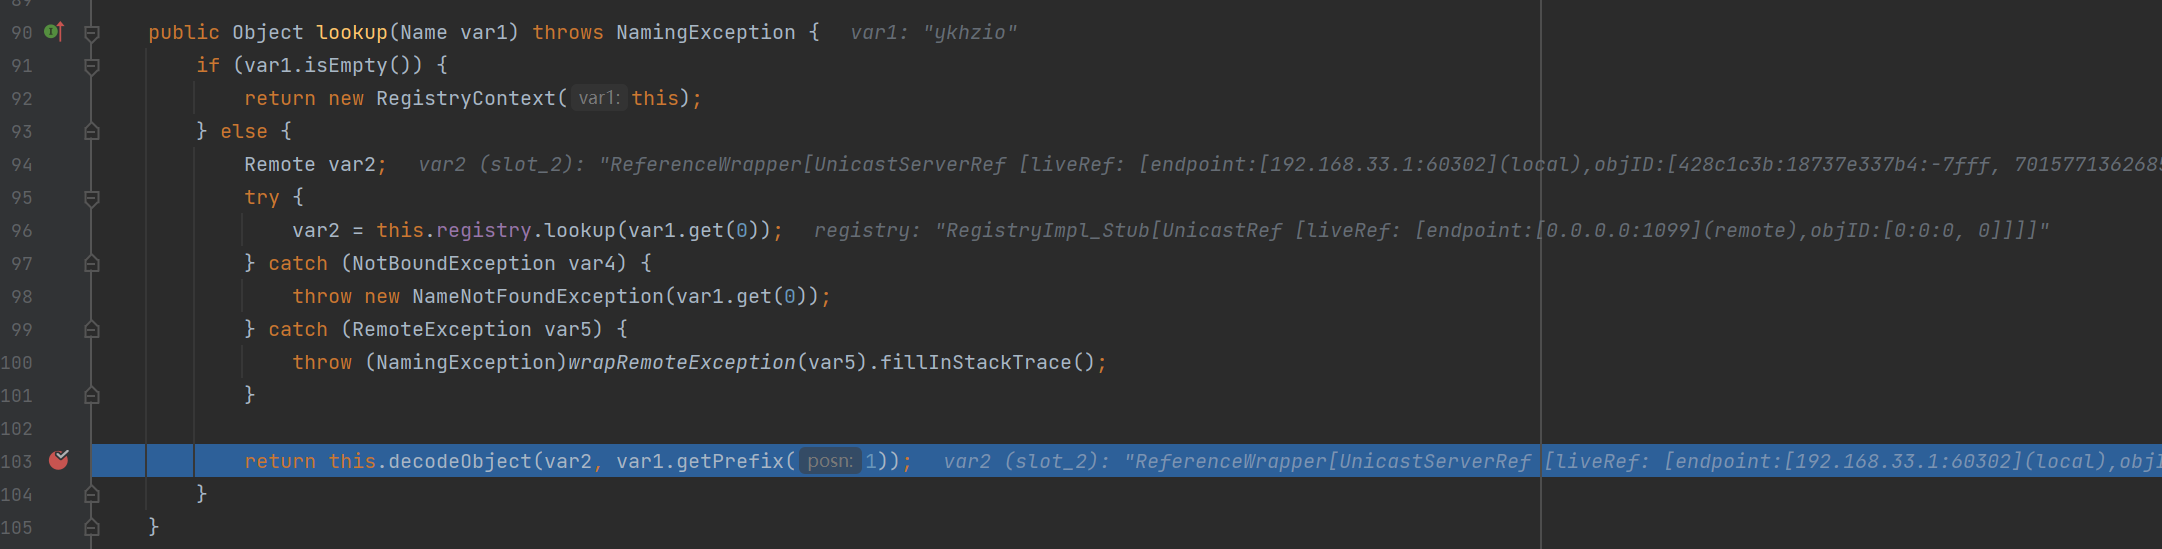 89
90 public Object lookup(Name var1) throws NamingException { var1: "ykhzio"
91 if (var1.isEmpty()) {
92 return new RegistryContext( var1: this);
93 } else {
94 Remote var2; var2 (slot_2): "ReferenceWrapper[UnicastServerRef [liveRef: [endpoint:[192.168.33.1:60302](local),objID:[428c1c3b:18737e337b4:-7fff, 7015771362685
95 try {
96 var2 = this.registry.lookup(var1.get(0)); registry: "RegistryImpl_Stub[UnicastRef [liveRef: [endpoint:[0.0.0.0:1099](remote),objID:[0:0:0, 0]]]]"
97 } catch (NotBoundException var4) {
98 throw new NameNotFoundException(var1.get(0));
99 } catch (RemoteException var5) {
100 throw (NamingException)wrapRemoteException(var5).fillInStackTrace();
101 }
102
103 return this.decodeObject(var2, var1.getPrefix( posn: 1)); var2 (slot_2): "ReferenceWrapper[UnicastServerRef [liveRef: [endpoint:[192.168.33.1:60302](local),obj
104 }
105 }